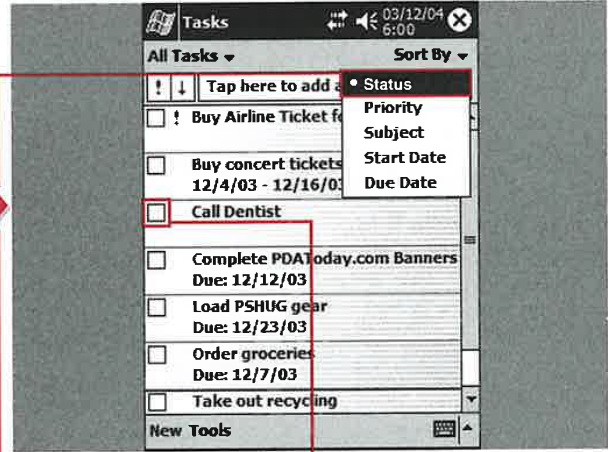 Tasks 03/12/04
6:00
All Tasks Sort By
! ↓ Tap here to add a
• Status
Priority
Subject
Start Date
Due Date
! Buy Airline Ticket fo
Buy concert tickets
12/4/03 - 12/16/03
Call Dentist
Complete PDAToday.com Banners
Due: 12/12/03
Load PSHUG gear
Due: 12/23/03
Order groceries
Due: 12/7/03
Take out recycling
New Tools